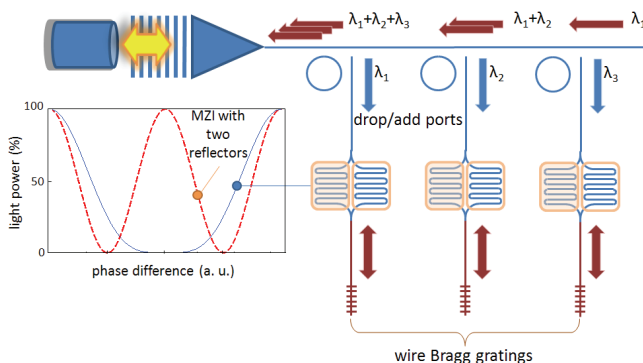 λ1+λ2+λ3
λ1+λ2
λ1
λ1
λ2
λ3
drop/add ports
100
50
0
light power (%)
MZI with
two
reflectors
phase difference (a. u.)
wire Bragg gratings